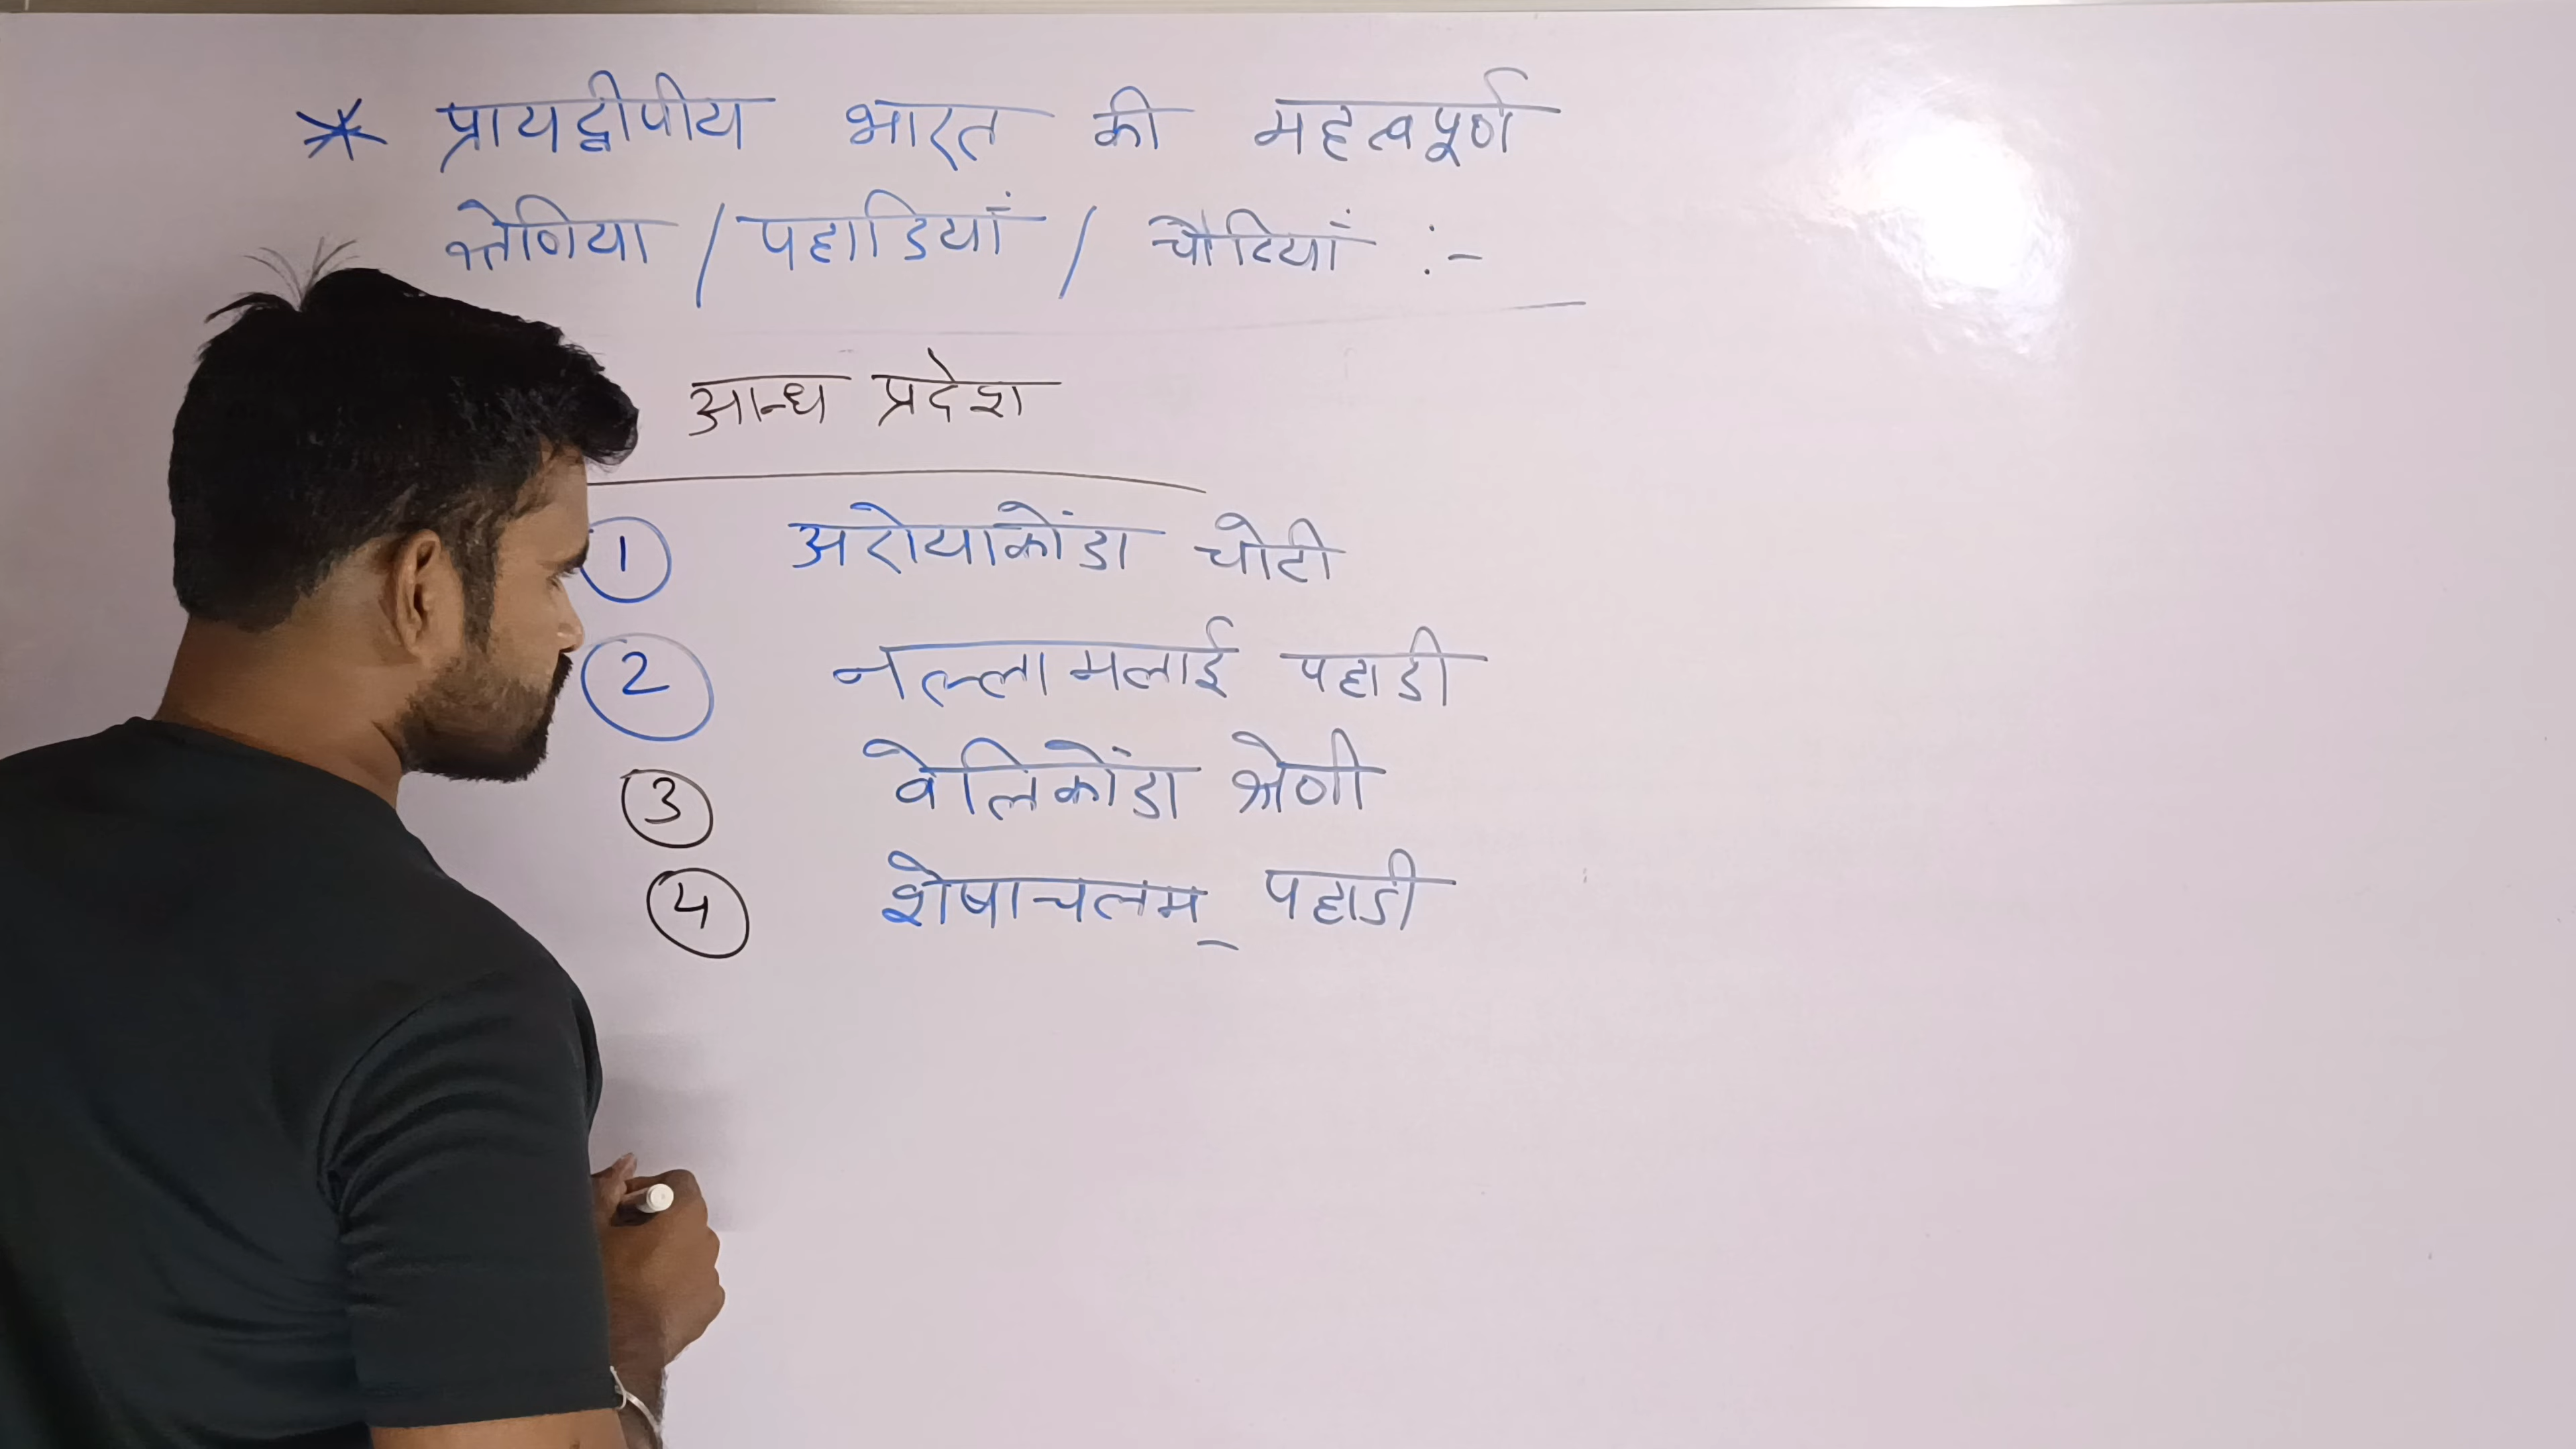 * प्रायद्वीपीय भारत की महत्वपूर्ण
श्रेणिया / पहाडियाँ / चौटियाँ :-
आन्ध प्रदेश
1 अरोयाकोंडा चोटी
2 नल्लामलाई पहाडी
3 वेलिकोंडा श्रेणी
4 शेषाचलम् पहाडी